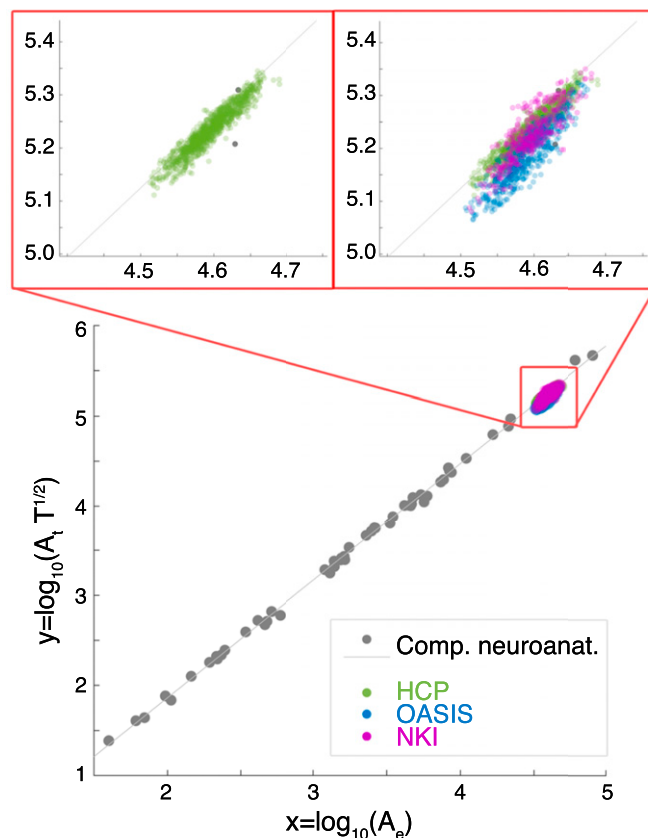 5.4
5.3
5.2
5.1
5.0
4.5 4.6 4.7
5.4
5.3
5.2
5.1
5.0
4.5 4.6 4.7
6
5
4
3
2
1
y=log₁₀(Aₜ T^1/2)
2 3 4 5
x=log₁₀(Aₑ)
Comp. neuroanat.
HCP
OASIS
NKI